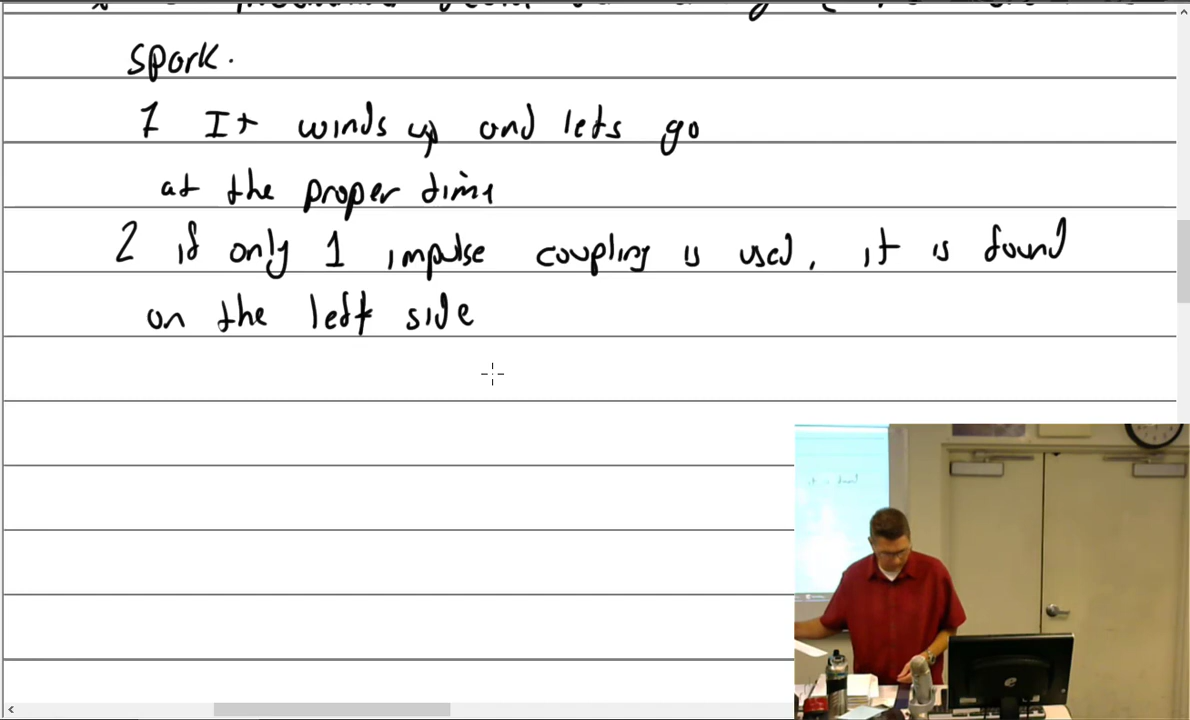 spark.
1 It winds up and lets go
at the proper time
2 if only 1 impulse coupling is used, it is found
on the left side